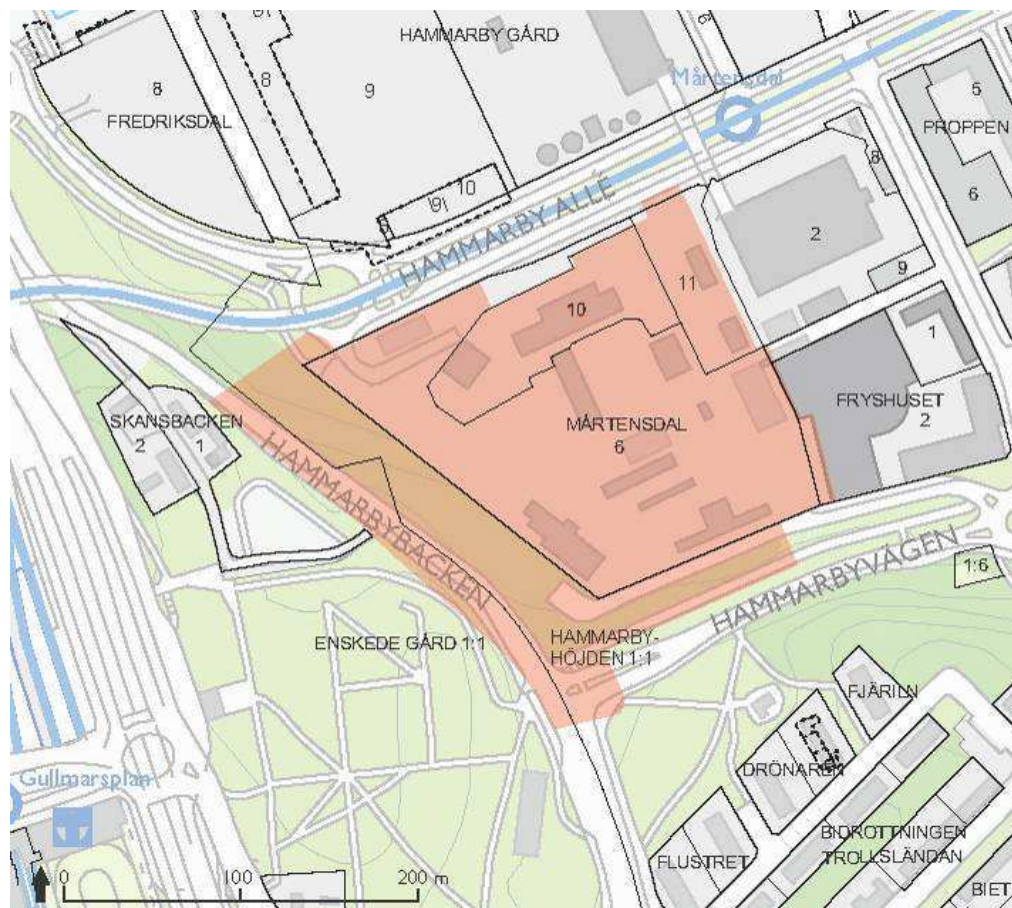 HAMMARBY GÅRD
6
8
8
9
5
FREDRIKSDAL
Mårtensdal
PROPPEN
10
8
6
HAMMARBY ALLÉ
2
9
11
10
1
SKANSBACKEN
2
1
MÅRTENSDAL
6
FRYSHUSET
2
HAMMARBYBACKEN
HAMMARBYVÄGEN
1:6
ENSKEDE GÅRD 1:1
HAMMARBY-
HÖJDEN 1:1
FJÄRILN
DRÖNAREN
Gullmarsplan
BIDROTTNINGEN
FLUSTRET
TROLLSLÄNDAN
BIET
0
100
200 m